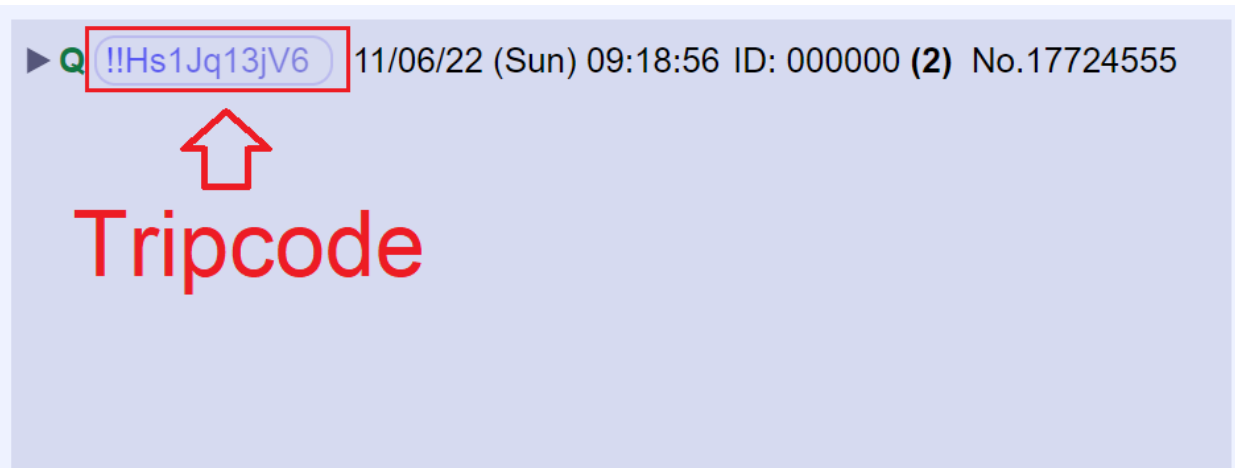 ▶ Q !!Hs1Jq13jV6 11/06/22 (Sun) 09:18:56 ID: 000000 (2) No.17724555
Tripcode